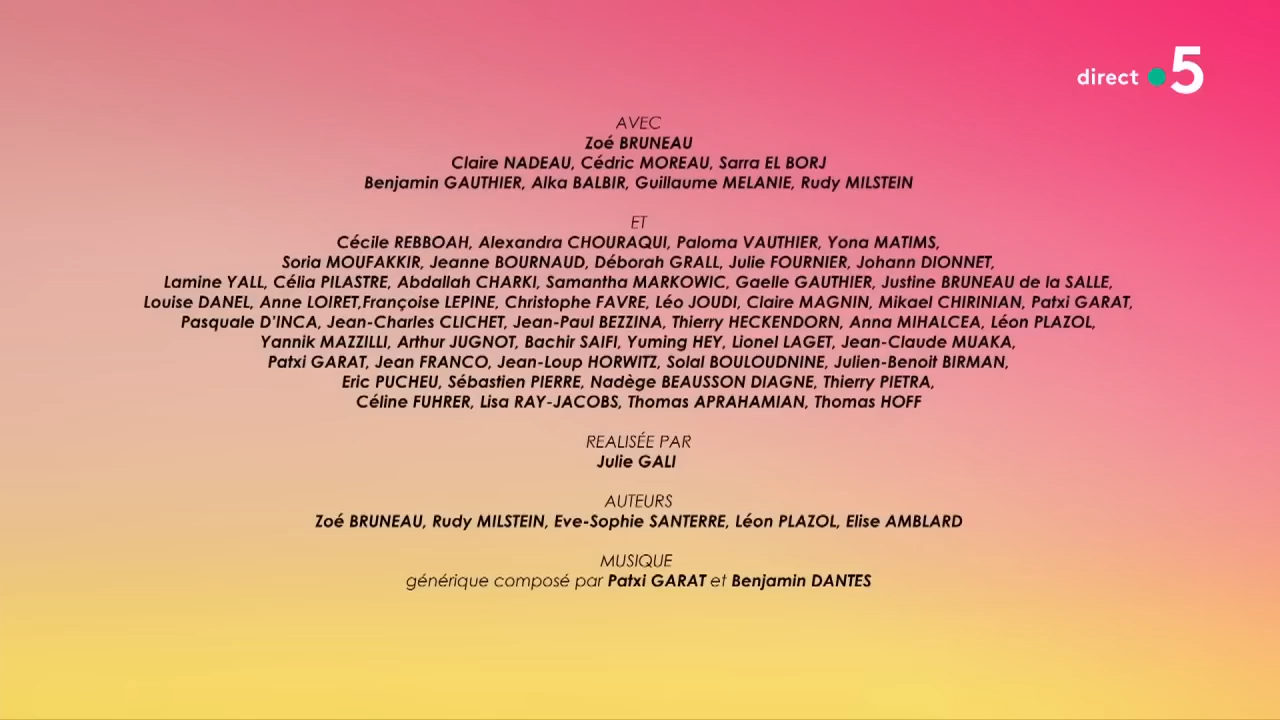 direct 5
AVEC
Zoé BRUNEAU
Claire NADEAU, Cédric MOREAU, Sarra EL BORJ
Benjamin GAUTHIER, Alka BALBIR, Guillaume MELANIE, Rudy MILSTEIN
ET
Cécile REBBOAH, Alexandra CHOURAQUI, Paloma VAUTHIER, Yona MATIMS,
Soria MOUFAKKIR, Jeanne BOURNAUD, Déborah GRALL, Julie FOURNIER, Johann DIONNET,
Lamine YALL, Célia PILASTRE, Abdallah CHARKI, Samantha MARKOWIC, Gaelle GAUTHIER, Justine BRUNEAU de la SALLE,
Louise DANEL, Anne LOIRET,Françoise LEPINE, Christophe FAVRE, Léo JOUDI, Claire MAGNIN, Mikael CHIRINIAN, Patxi GARAT,
Pasquale D'INCA, Jean-Charles CLICHET, Jean-Paul BEZZINA, Thierry HECKENDORN, Anna MIHALCEA, Léon PLAZOL,
Yannik MAZZILLI, Arthur JUGNOT, Bachir SAIFI, Yuming HEY, Lionel LAGET, Jean-Claude MUAKA,
Patxi GARAT, Jean FRANCO, Jean-Loup HORWITZ, Solal BOULOUDNINE, Julien-Benoit BIRMAN,
Eric PUCHEU, Sébastien PIERRE, Nadège BEAUSSON DIAGNE, Thierry PIETRA,
Céline FUHRER, Lisa RAY-JACOBS, Thomas APRAHAMIAN, Thomas HOFF
REALISÉE PAR
Julie GALI
AUTEURS
Zoé BRUNEAU, Rudy MILSTEIN, Eve-Sophie SANTERRE, Léon PLAZOL, Elise AMBLARD
MUSIQUE
générique composé par Patxi GARAT et Benjamin DANTES